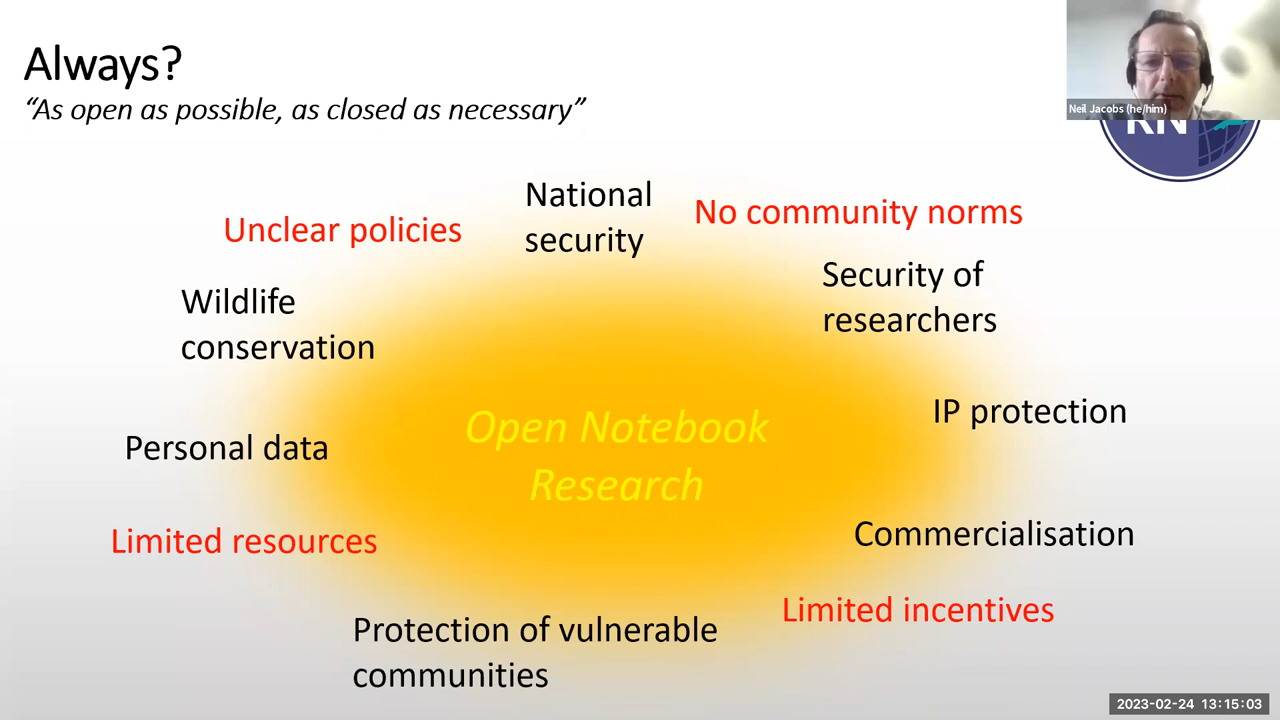 Always?
“As open as possible, as closed as necessary”
Neil Jacobs (he/him)
RN
National
security
No community norms
Unclear policies
Security of
researchers
Wildlife
conservation
IP protection
Open Notebook
Research
Personal data
Limited resources
Commercialisation
Limited incentives
Protection of vulnerable
communities
2023-02-24 13:15:03